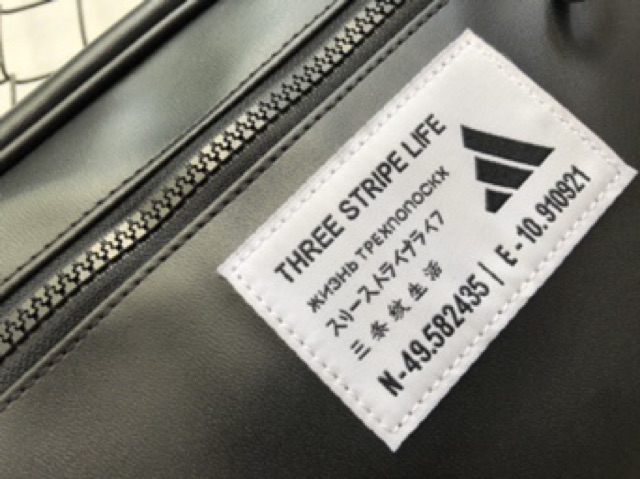 THREE STRIPE LIFE
ЖИЗНЬ ТРЕХПОЛОСКХ
スリーストライナライフ
三条纹生活
N-49.582435 | E-10.910921